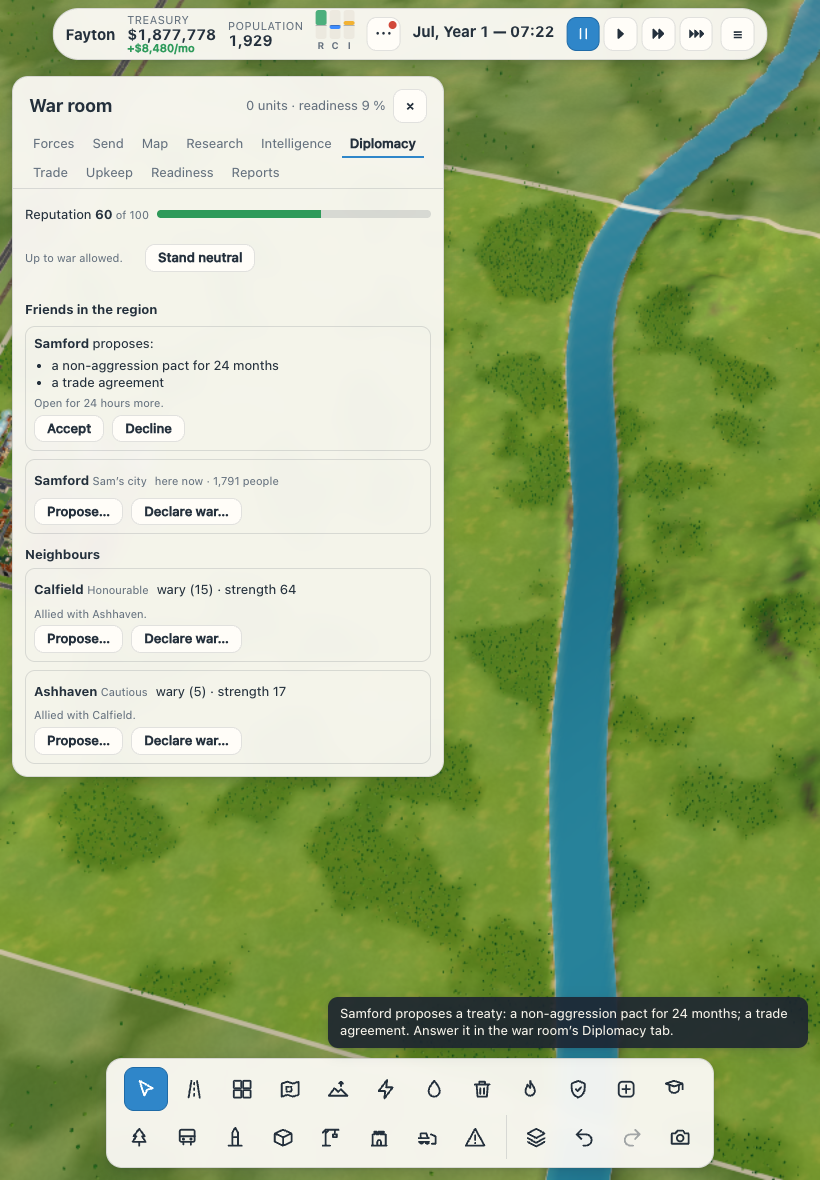 Fayton
TREASURY
$1,877,778
+$8,480/mo
POPULATION
1,929
R C I
Jul, Year 1 — 07:22
War room
0 units · readiness 9 %
Forces Send Map Research Intelligence Diplomacy
Trade Upkeep Readiness Reports
Reputation 60 of 100
Up to war allowed. Stand neutral
Friends in the region
Samford proposes:
• a non-aggression pact for 24 months
• a trade agreement
Open for 24 hours more.
Accept Decline
Samford Sam's city here now · 1,791 people
Propose... Declare war...
Neighbours
Calfield Honourable wary (15) · strength 64
Allied with Ashhaven.
Propose... Declare war...
Ashhaven Cautious wary (5) · strength 17
Allied with Calfield.
Propose... Declare war...
Samford proposes a treaty: a non-aggression pact for 24 months; a trade
agreement. Answer it in the war room's Diplomacy tab.